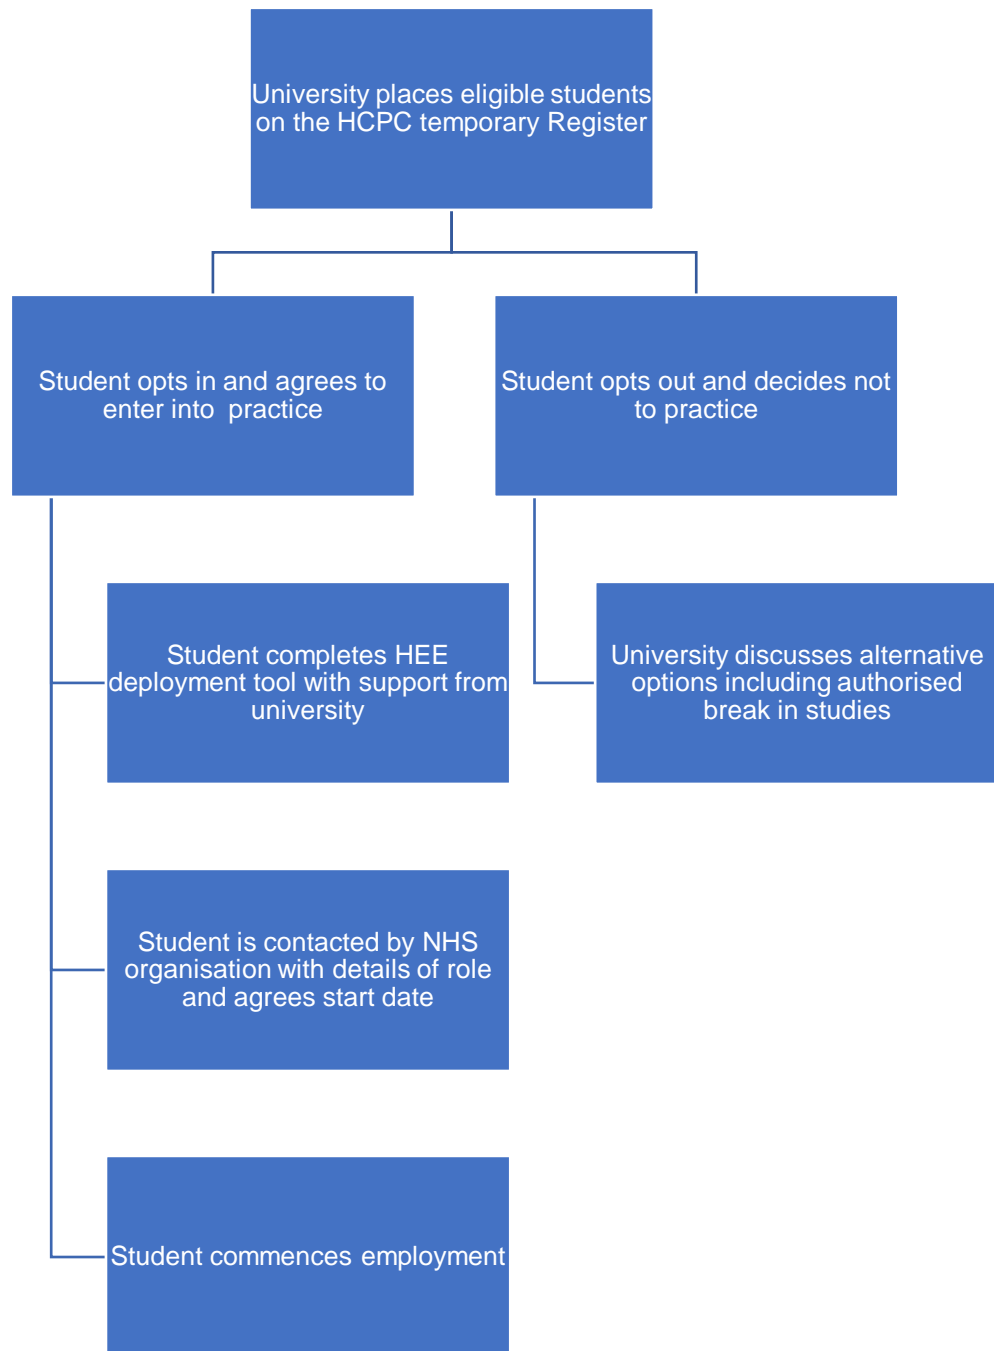 University places eligible students
on the HCPC temporary Register
Student opts in and agrees to
enter into  practice
Student opts out and decides not
to practice
Student completes HEE
deployment tool with support from
university
University discusses alternative
options including authorised
break in studies
Student is contacted by NHS
organisation with details of role
and agrees start date
Student commences employment